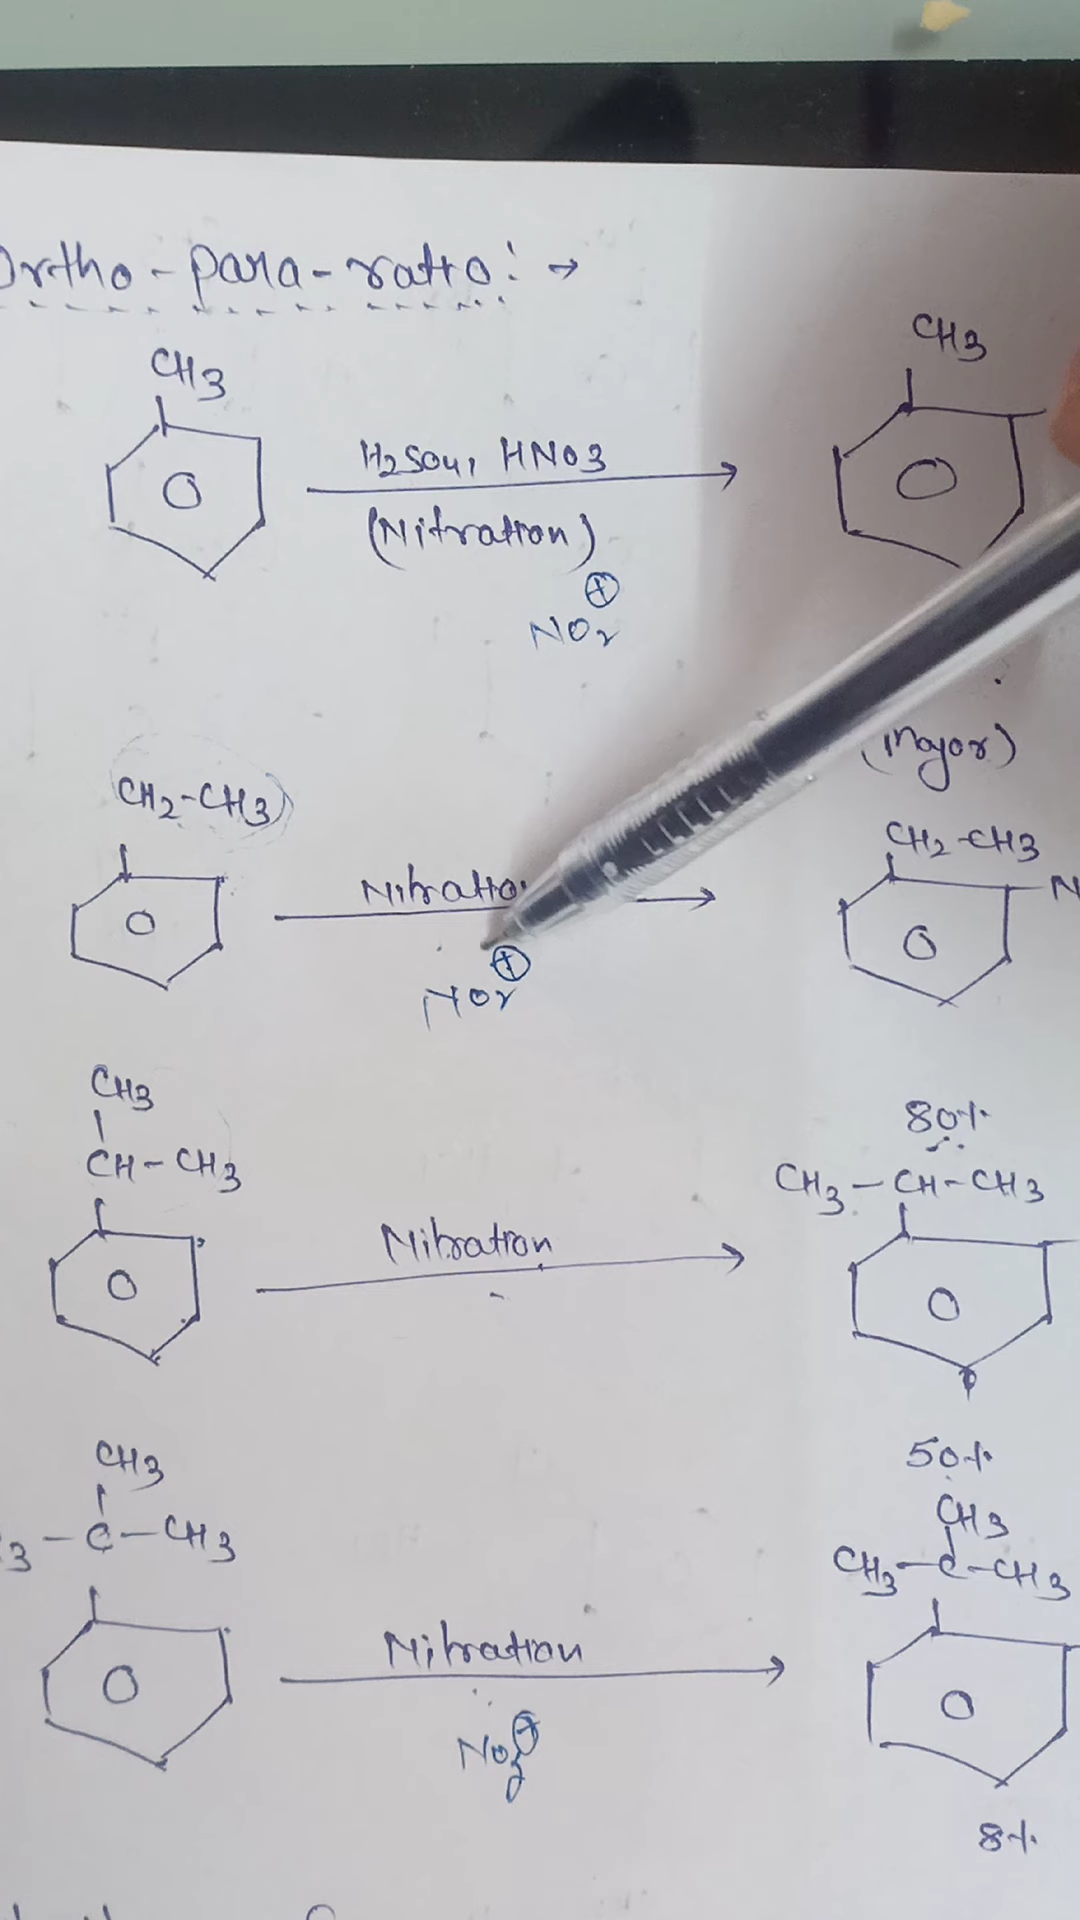 Ortho-para-ratio: →
CH3
CH3
H2SO4, HNO3
(Nitration)
⊕
NO2
(Major)
CH2-CH3
CH2-CH3
Nitration
N
⊕
NO2
CH3
80%
CH-CH3
CH3-CH-CH3
Nitration
CH3
50%
CH3
3-C-CH3
CH3-C-CH3
Nitration
NO2⊕
8%